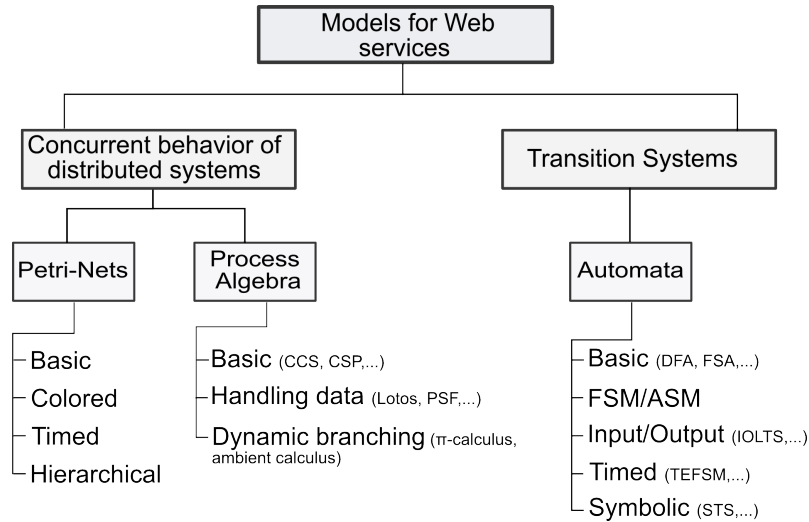 Models for Web
services
Concurrent behavior of
distributed systems
Transition Systems
Petri-Nets
Process
Algebra
Automata
Basic
Colored
Timed
Hierarchical
Basic (CCS, CSP,...)
Handling data (Lotos, PSF,...)
Dynamic branching (π-calculus,
ambient calculus)
Basic (DFA, FSA,...)
FSM/ASM
Input/Output (IOLTS,...)
Timed (TEFSM,...)
Symbolic (STS,...)